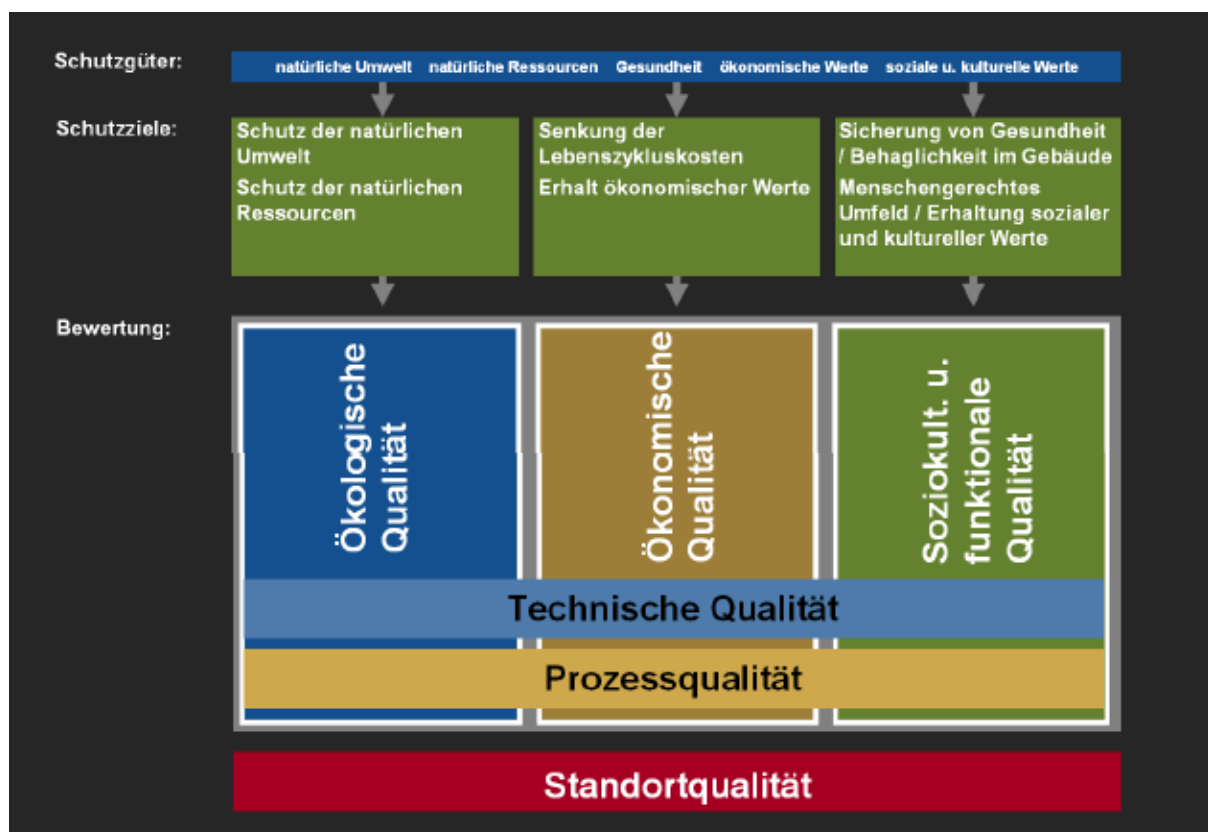 Schutzgüter:
natürliche Umwelt natürliche Ressourcen Gesundheit ökonomische Werte soziale u. kulturelle Werte
Schutzziele:
Schutz der natürlichen
Umwelt
Schutz der natürlichen
Ressourcen
Senkung der
Lebenszykluskosten
Erhalt ökonomischer Werte
Sicherung von Gesundheit
/ Behaglichkeit im Gebäude
Menschengerechtes
Umfeld / Erhaltung sozialer
und kultureller Werte
Bewertung:
Ökologische
Qualität
Ökonomische
Qualität
Soziokult. u.
funktionale
Qualität
Technische Qualität
Prozessqualität
Standortqualität